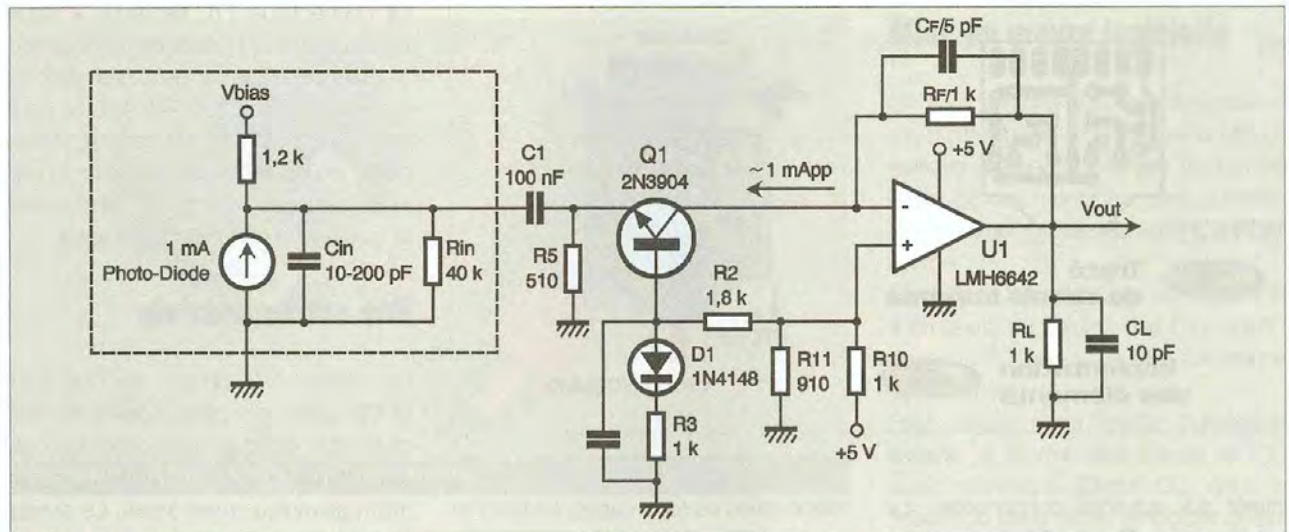 CF/5 pF
RF/1 k
+5 V
Vbias
1,2 k
C1
100 nF
Q1
2N3904
~1 mApp
-
+
Vout
U1
LMH6642
1 mA
Photo-Diode
Cin
10-200 pF
Rin
40 k
R5
510
R2
1,8 k
D1
1N4148
R11
910
R10
1 k
RL
1 k
CL
10 pF
R3
1 k
+5 V